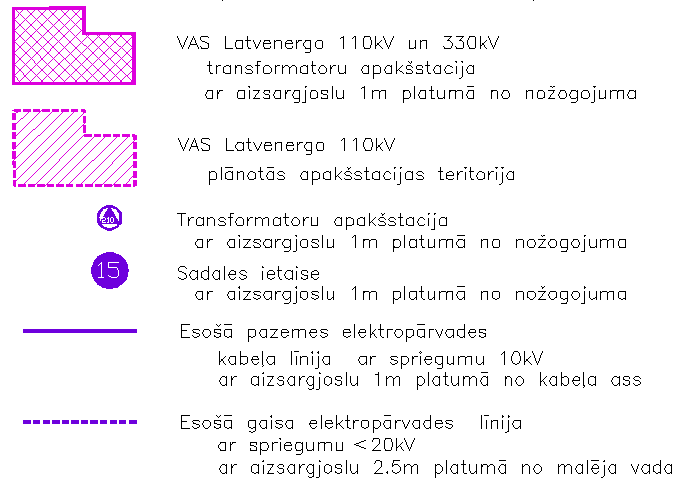 VAS Latvenergo 110kV un 330kV
transformatoru apakšstacija
ar aizsargjoslu 1m platumā no nožogojuma
VAS Latvenergo 110kV
plānotās apakšstacijas teritorija
Transformatoru apakšstacija
ar aizsargjoslu 1m platumā no nožogojuma
15 Sadales ietaise
ar aizsargjoslu 1m platumā no nožogojuma
Esošā pazemes elektropārvades
kabeļa līnija ar spriegumu 10kV
ar aizsargjoslu 1m platumā no kabeļa ass
Esošā gaisa elektropārvades līnija
ar spriegumu <20kV
ar aizsargjoslu 2.5m platumā no malēja vada